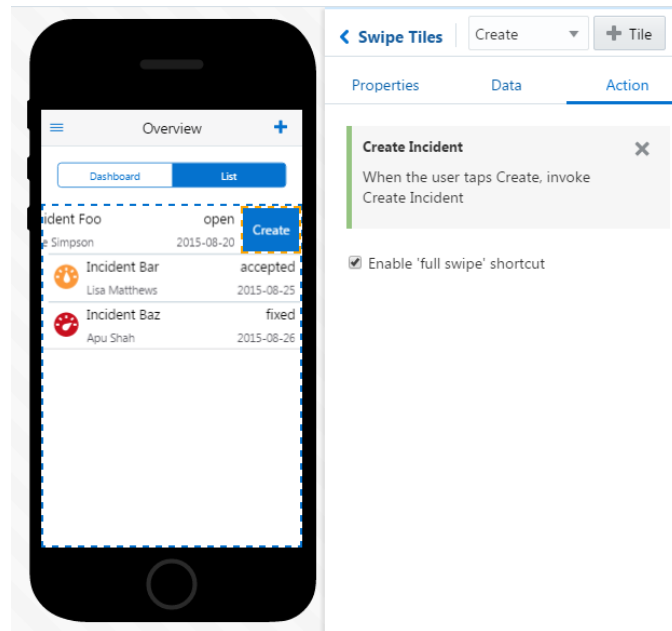 Overview
Dashboard
List
ident Foo
open
e Simpson
2015-08-20
Create
Incident Bar
accepted
Lisa Matthews
2015-08-25
Incident Baz
fixed
Apu Shah
2015-08-26
Swipe Tiles
Create
Tile
Properties
Data
Action
Create Incident
When the user taps Create, invoke
Create Incident
Enable 'full swipe' shortcut